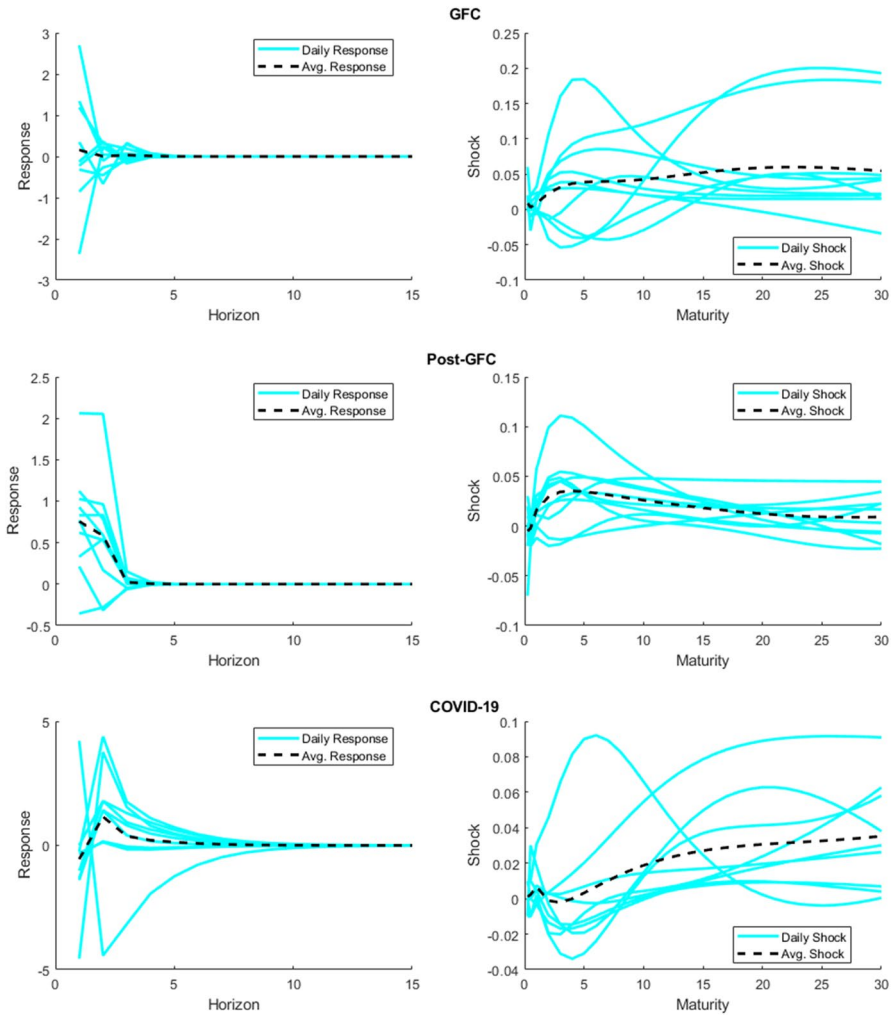 GFC
3
2
1
0
-1
-2
-3
Response
0 5 10 15
Horizon
Daily Response
Avg. Response
0.25
0.2
0.15
0.1
0.05
0
-0.05
-0.1
Shock
0 5 10 15 20 25 30
Maturity
Daily Shock
Avg. Shock
Post-GFC
2.5
2
1.5
1
0.5
0
-0.5
Response
0 5 10 15
Horizon
Daily Response
Avg. Response
0.15
0.1
0.05
0
-0.05
-0.1
Shock
0 5 10 15 20 25 30
Maturity
Daily Shock
Avg. Shock
COVID-19
5
0
-5
Response
0 5 10 15
Horizon
Daily Response
Avg. Response
0.1
0.08
0.06
0.04
0.02
0
-0.02
-0.04
Shock
0 5 10 15 20 25 30
Maturity
Daily Shock
Avg. Shock